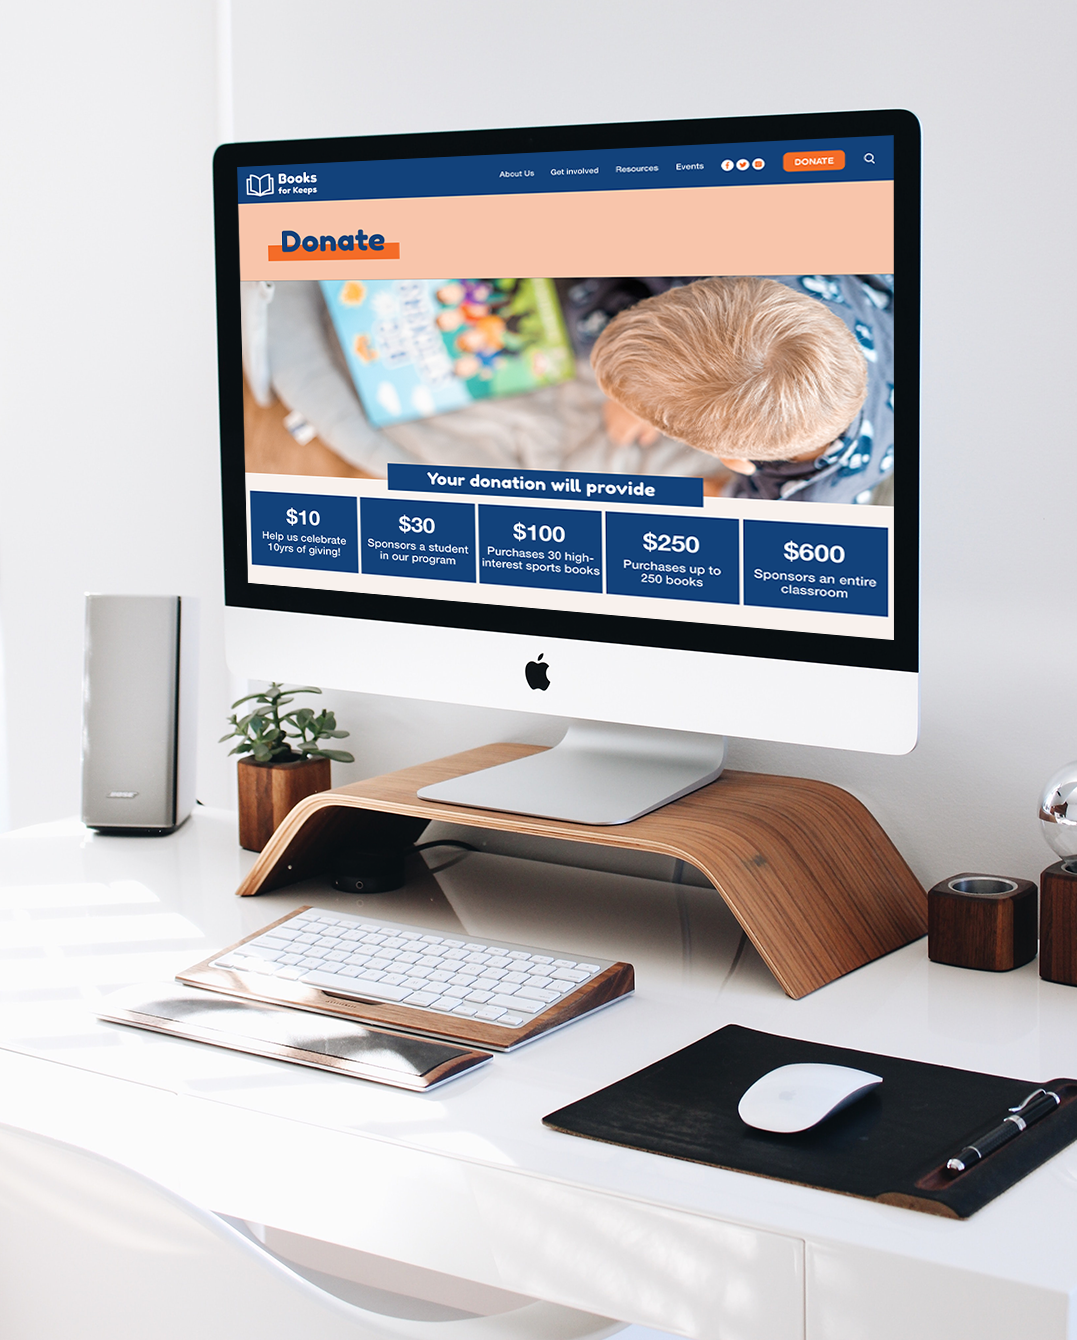 Books
for Keeps
About Us
Get involved
Resources
Events
DONATE
Donate
Your donation will provide
$10
Help us celebrate
10yrs of giving!
$30
Sponsors a student
in our program
$100
Purchases 30 high-
interest sports books
$250
Purchases up to
250 books
$600
Sponsors an entire
classroom
BOSE